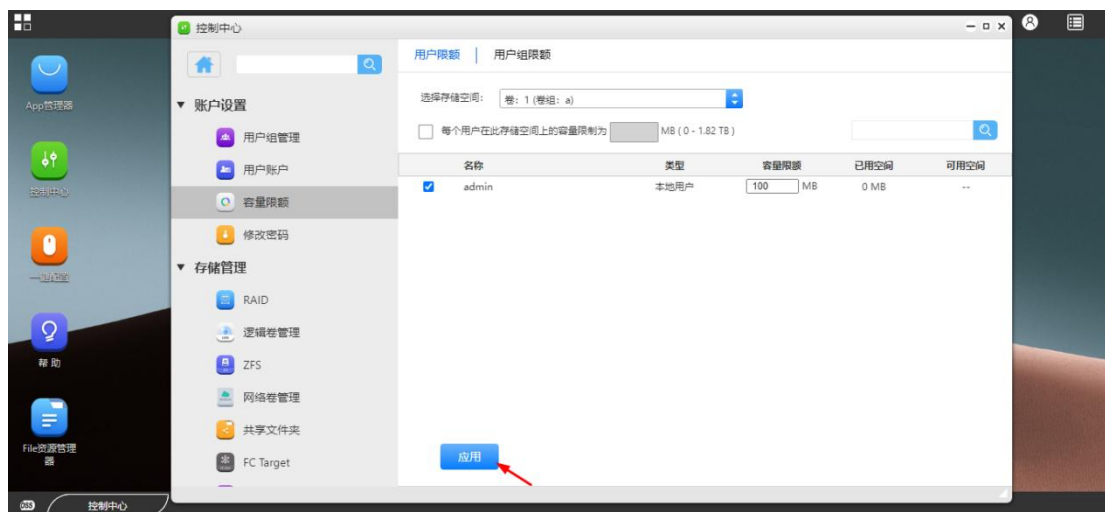 控制中心
App管理器
控制中心
帮 助
File资源管理
器
账户设置
用户组管理
用户账户
容量限额
修改密码
存储管理
RAID
逻辑卷管理
ZFS
网络卷管理
共享文件夹
FC Target
用户限额 | 用户组限额
选择存储空间: 卷: 1 (卷组: a)
每个用户在此存储空间上的容量限制为 MB ( 0 - 1.82 TB )
名称 类型 容量限额 已用空间 可用空间
admin 本地用户 100 MB 0 MB --
应用
控制中心